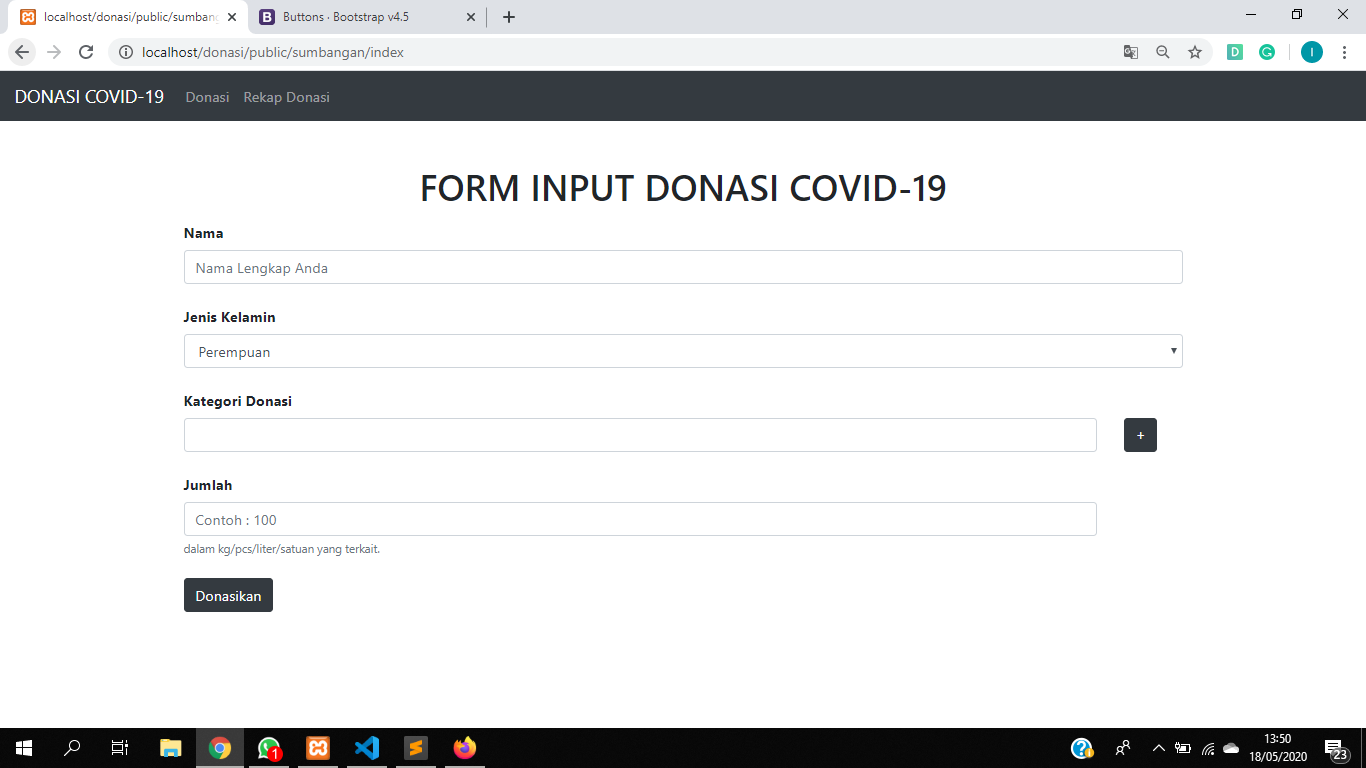 localhost/donasi/public/sumbang
Buttons · Bootstrap v4.5
localhost/donasi/public/sumbangan/index
D
G
I
DONASI COVID-19 Donasi Rekap Donasi
FORM INPUT DONASI COVID-19
Nama
Nama Lengkap Anda
Jenis Kelamin
Perempuan
Kategori Donasi
+
Jumlah
Contoh : 100
dalam kg/pcs/liter/satuan yang terkait.
Donasikan
1
13:50
18/05/2020
23